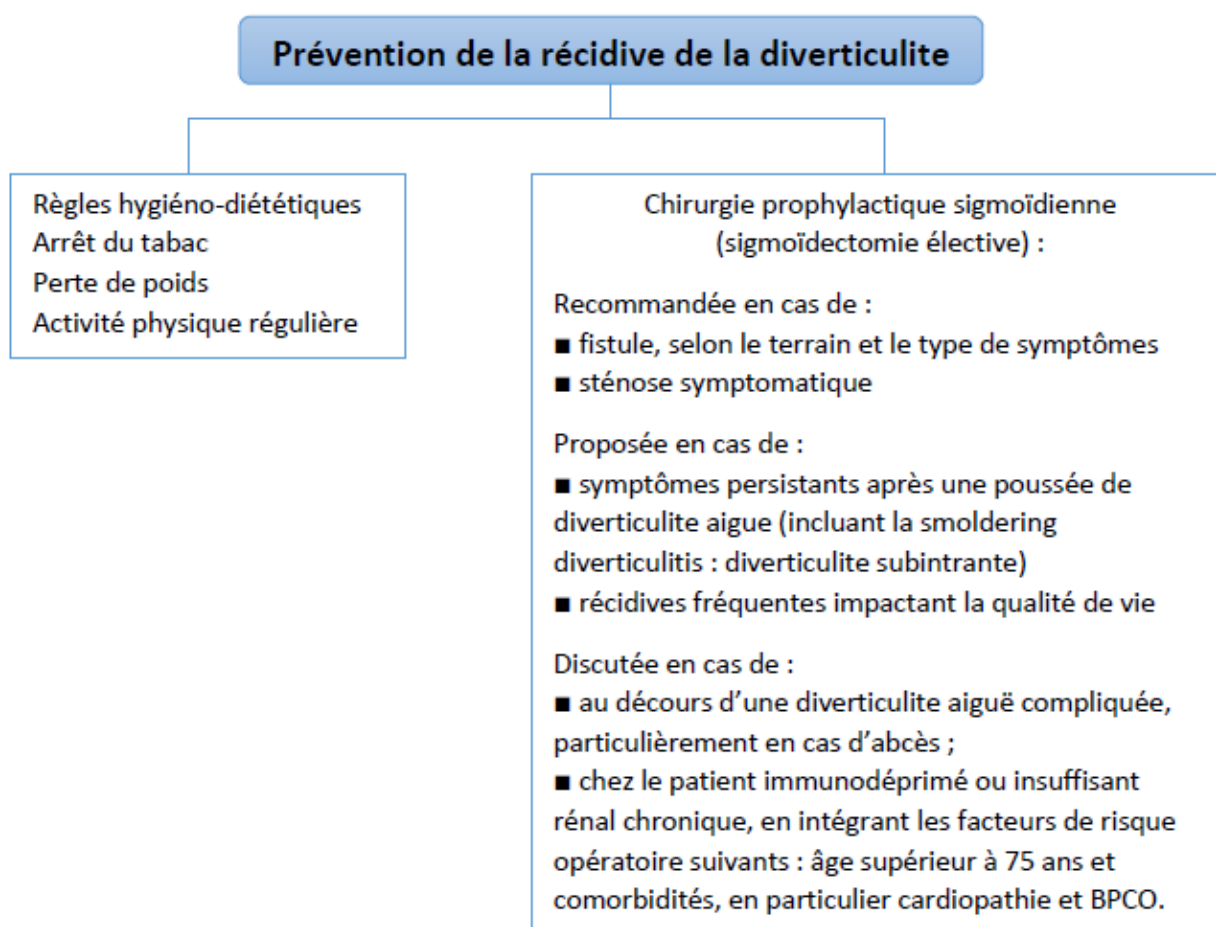 Prévention de la récidive de la diverticulite
Règles hygiéno-diététiques
Arrêt du tabac
Perte de poids
Activité physique régulière
Chirurgie prophylactique sigmoïdienne
(sigmoïdectomie élective) :
Recommandée en cas de :
■ fistule, selon le terrain et le type de symptômes
■ sténose symptomatique
Proposée en cas de :
■ symptômes persistants après une poussée de
diverticulite aigue (incluant la smoldering
diverticulitis : diverticulite subintrante)
■ récidives fréquentes impactant la qualité de vie
Discutée en cas de :
■ au décours d’une diverticulite aiguë compliquée,
particulièrement en cas d’abcès ;
■ chez le patient immunodéprimé ou insuffisant
rénal chronique, en intégrant les facteurs de risque
opératoire suivants : âge supérieur à 75 ans et
comorbidités, en particulier cardiopathie et BPCO.